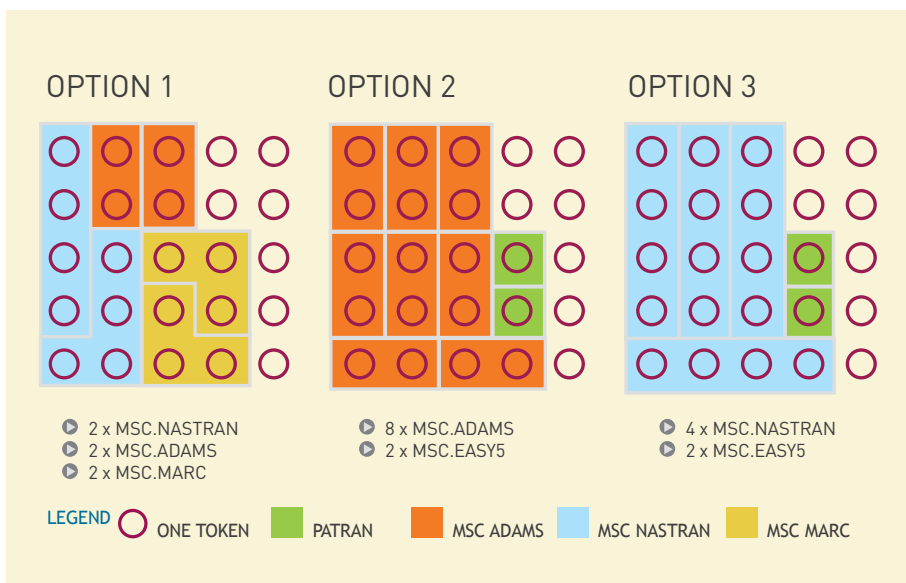 OPTION 1
2 x MSC.NASTRAN
2 x MSC.ADAMS
2 x MSC.MARC
OPTION 2
8 x MSC.ADAMS
2 x MSC.EASY5
OPTION 3
4 x MSC.NASTRAN
2 x MSC.EASY5
LEGEND ONE TOKEN PATRAN MSC ADAMS MSC NASTRAN MSC MARC